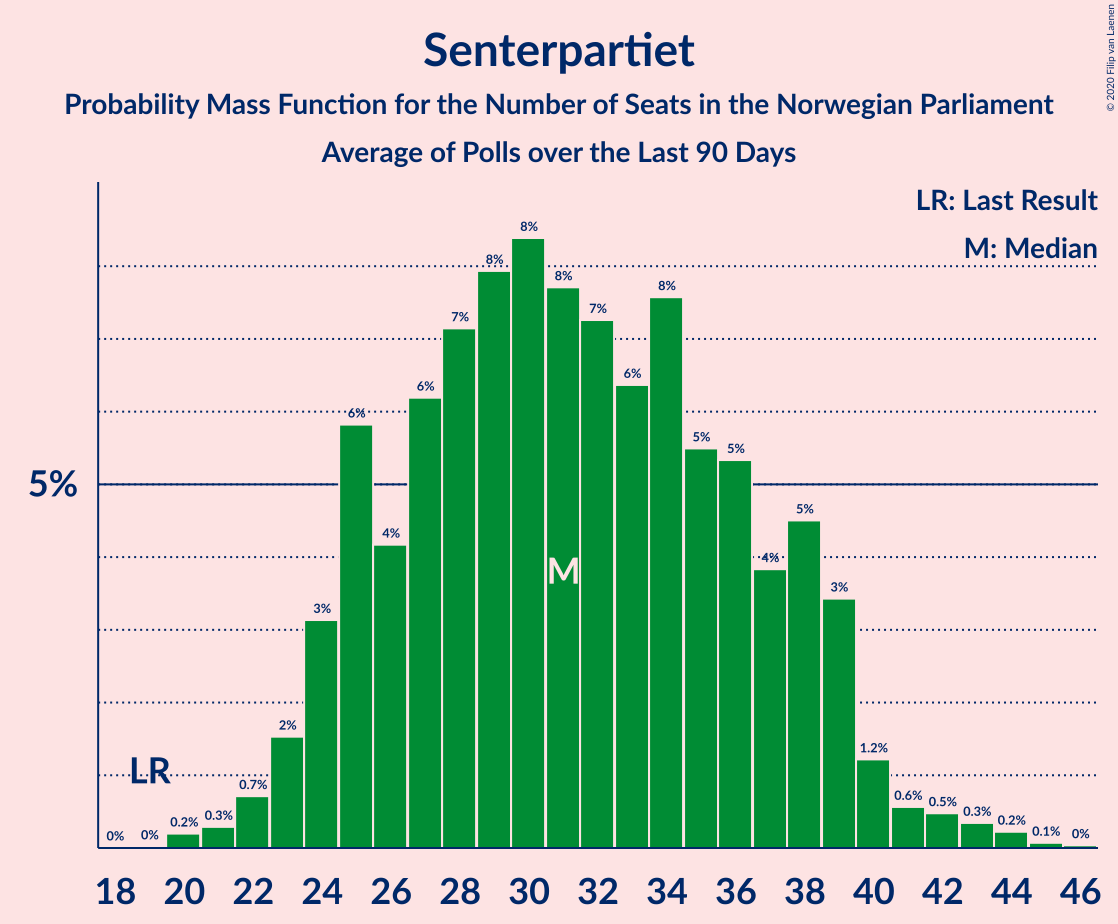 Senterpartiet
Probability Mass Function for the Number of Seats in the Norwegian Parliament
Average of Polls over the Last 90 Days
© 2020 Filip van Laenen
LR: Last Result
M: Median
5%
LR
M
0% 0% 0.2% 0.3% 0.7% 2% 3% 6% 4% 6% 7% 8% 8% 8% 7% 6% 8% 5% 5% 4% 5% 3% 1.2% 0.6% 0.5% 0.3% 0.2% 0.1% 0%
18 20 22 24 26 28 30 32 34 36 38 40 42 44 46